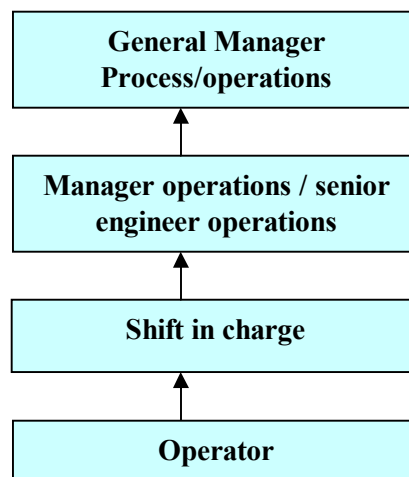 General Manager
Process/operations
Manager operations / senior
engineer operations
Shift in charge
Operator